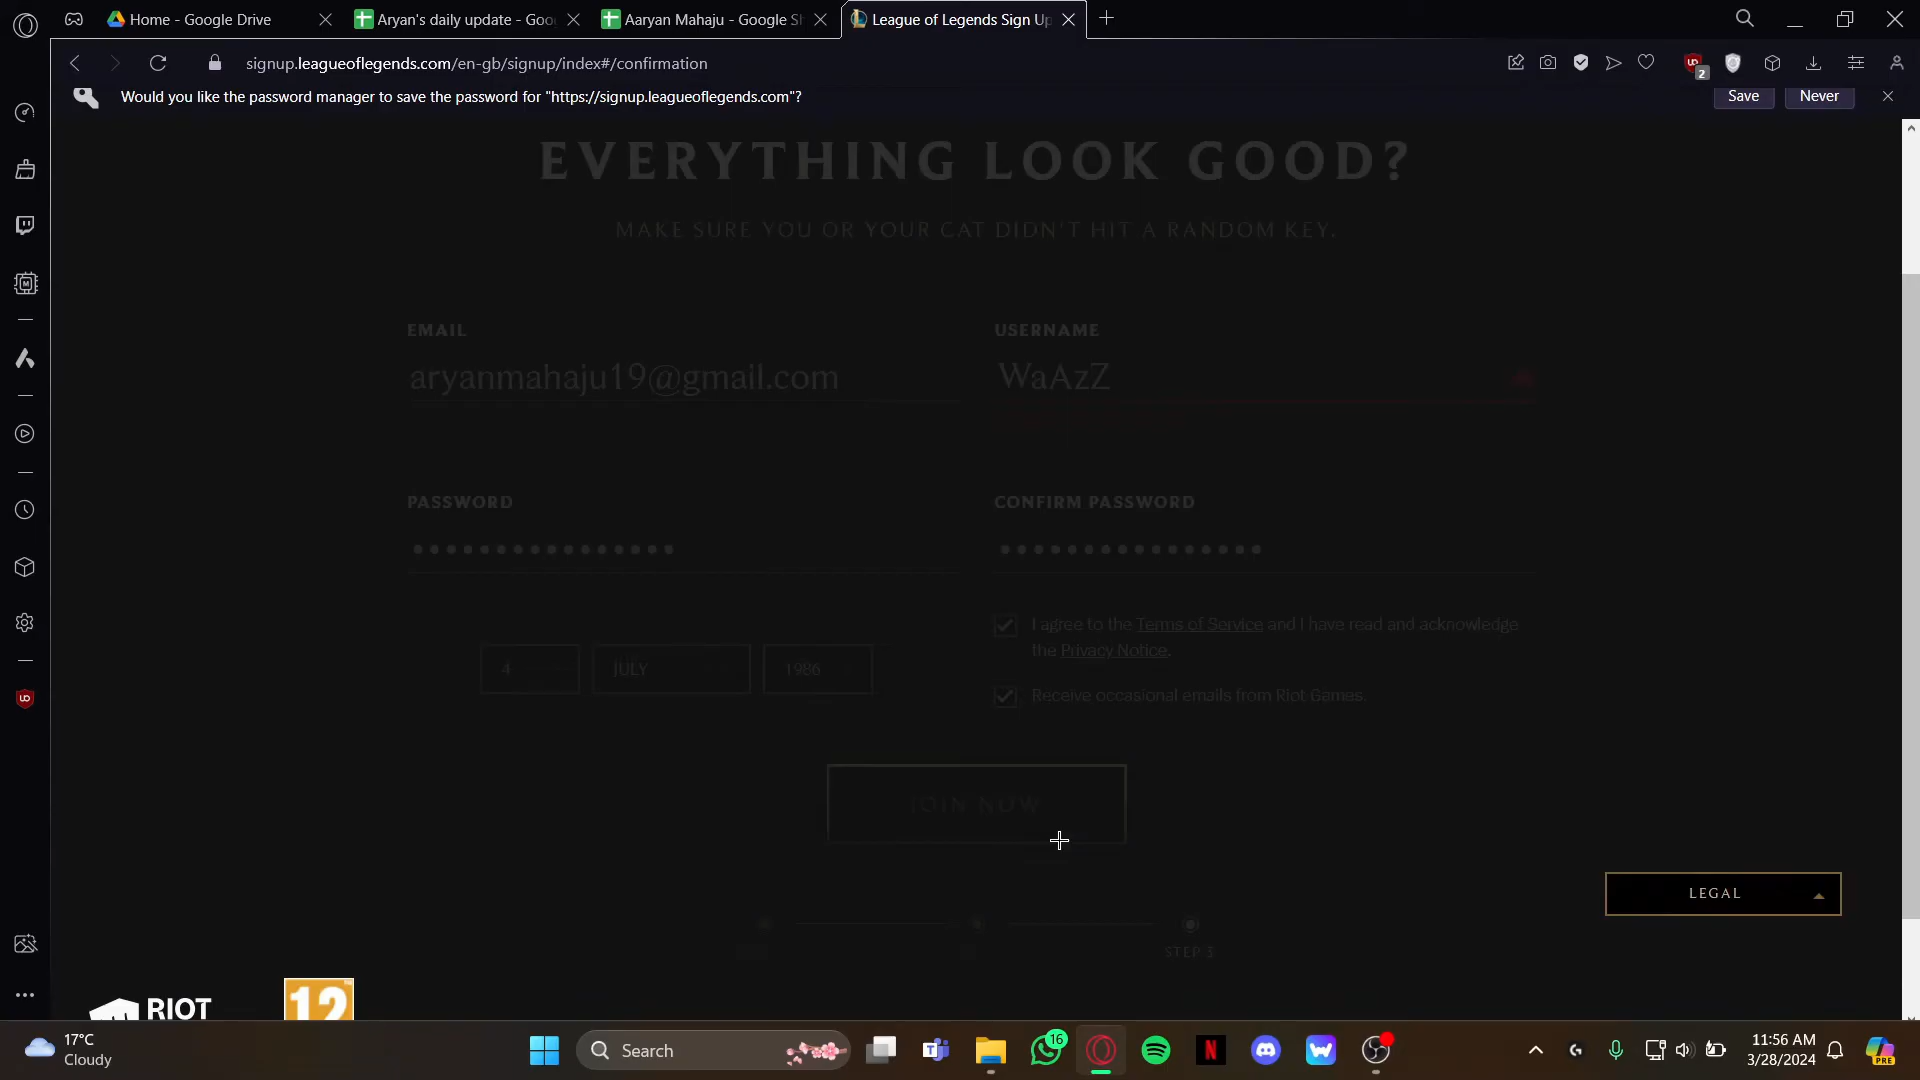 Home - Google Drive
Aryan's daily update - Goo
Aaryan Mahaju - Google Sh
League of Legends Sign Up
signup.leagueoflegends.com/en-gb/signup/index#/confirmation
2
Would you like the password manager to save the password for "https://signup.leagueoflegends.com"?
Save
Never
EVERYTHING LOOK GOOD?
MAKE SURE YOU OR YOUR CAT DIDN'T HIT A RANDOM KEY.
EMAIL
USERNAME
aryanmahaju19@gmail.com
WaAzZ
PASSWORD
CONFIRM PASSWORD
I agree to the Terms of Service and I have read and acknowledge
the Privacy Notice.
4
JULY
1986
Receive occasional emails from Riot Games.
JOIN NOW
LEGAL
STEP 3
RIOT
12
17°C
Cloudy
Search
16
11:56 AM
3/28/2024
PRE